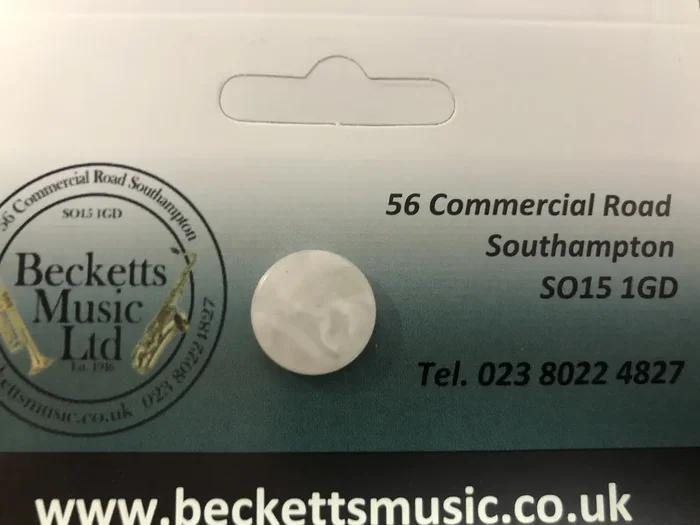 56 Commercial Road Southampton
SO15 1GD
Becketts
Music
Ltd
Est. 1946
023 8022 4827
56 Commercial Road
Southampton
SO15 1GD
Tel. 023 8022 4827
www.beckettsmusic.co.uk